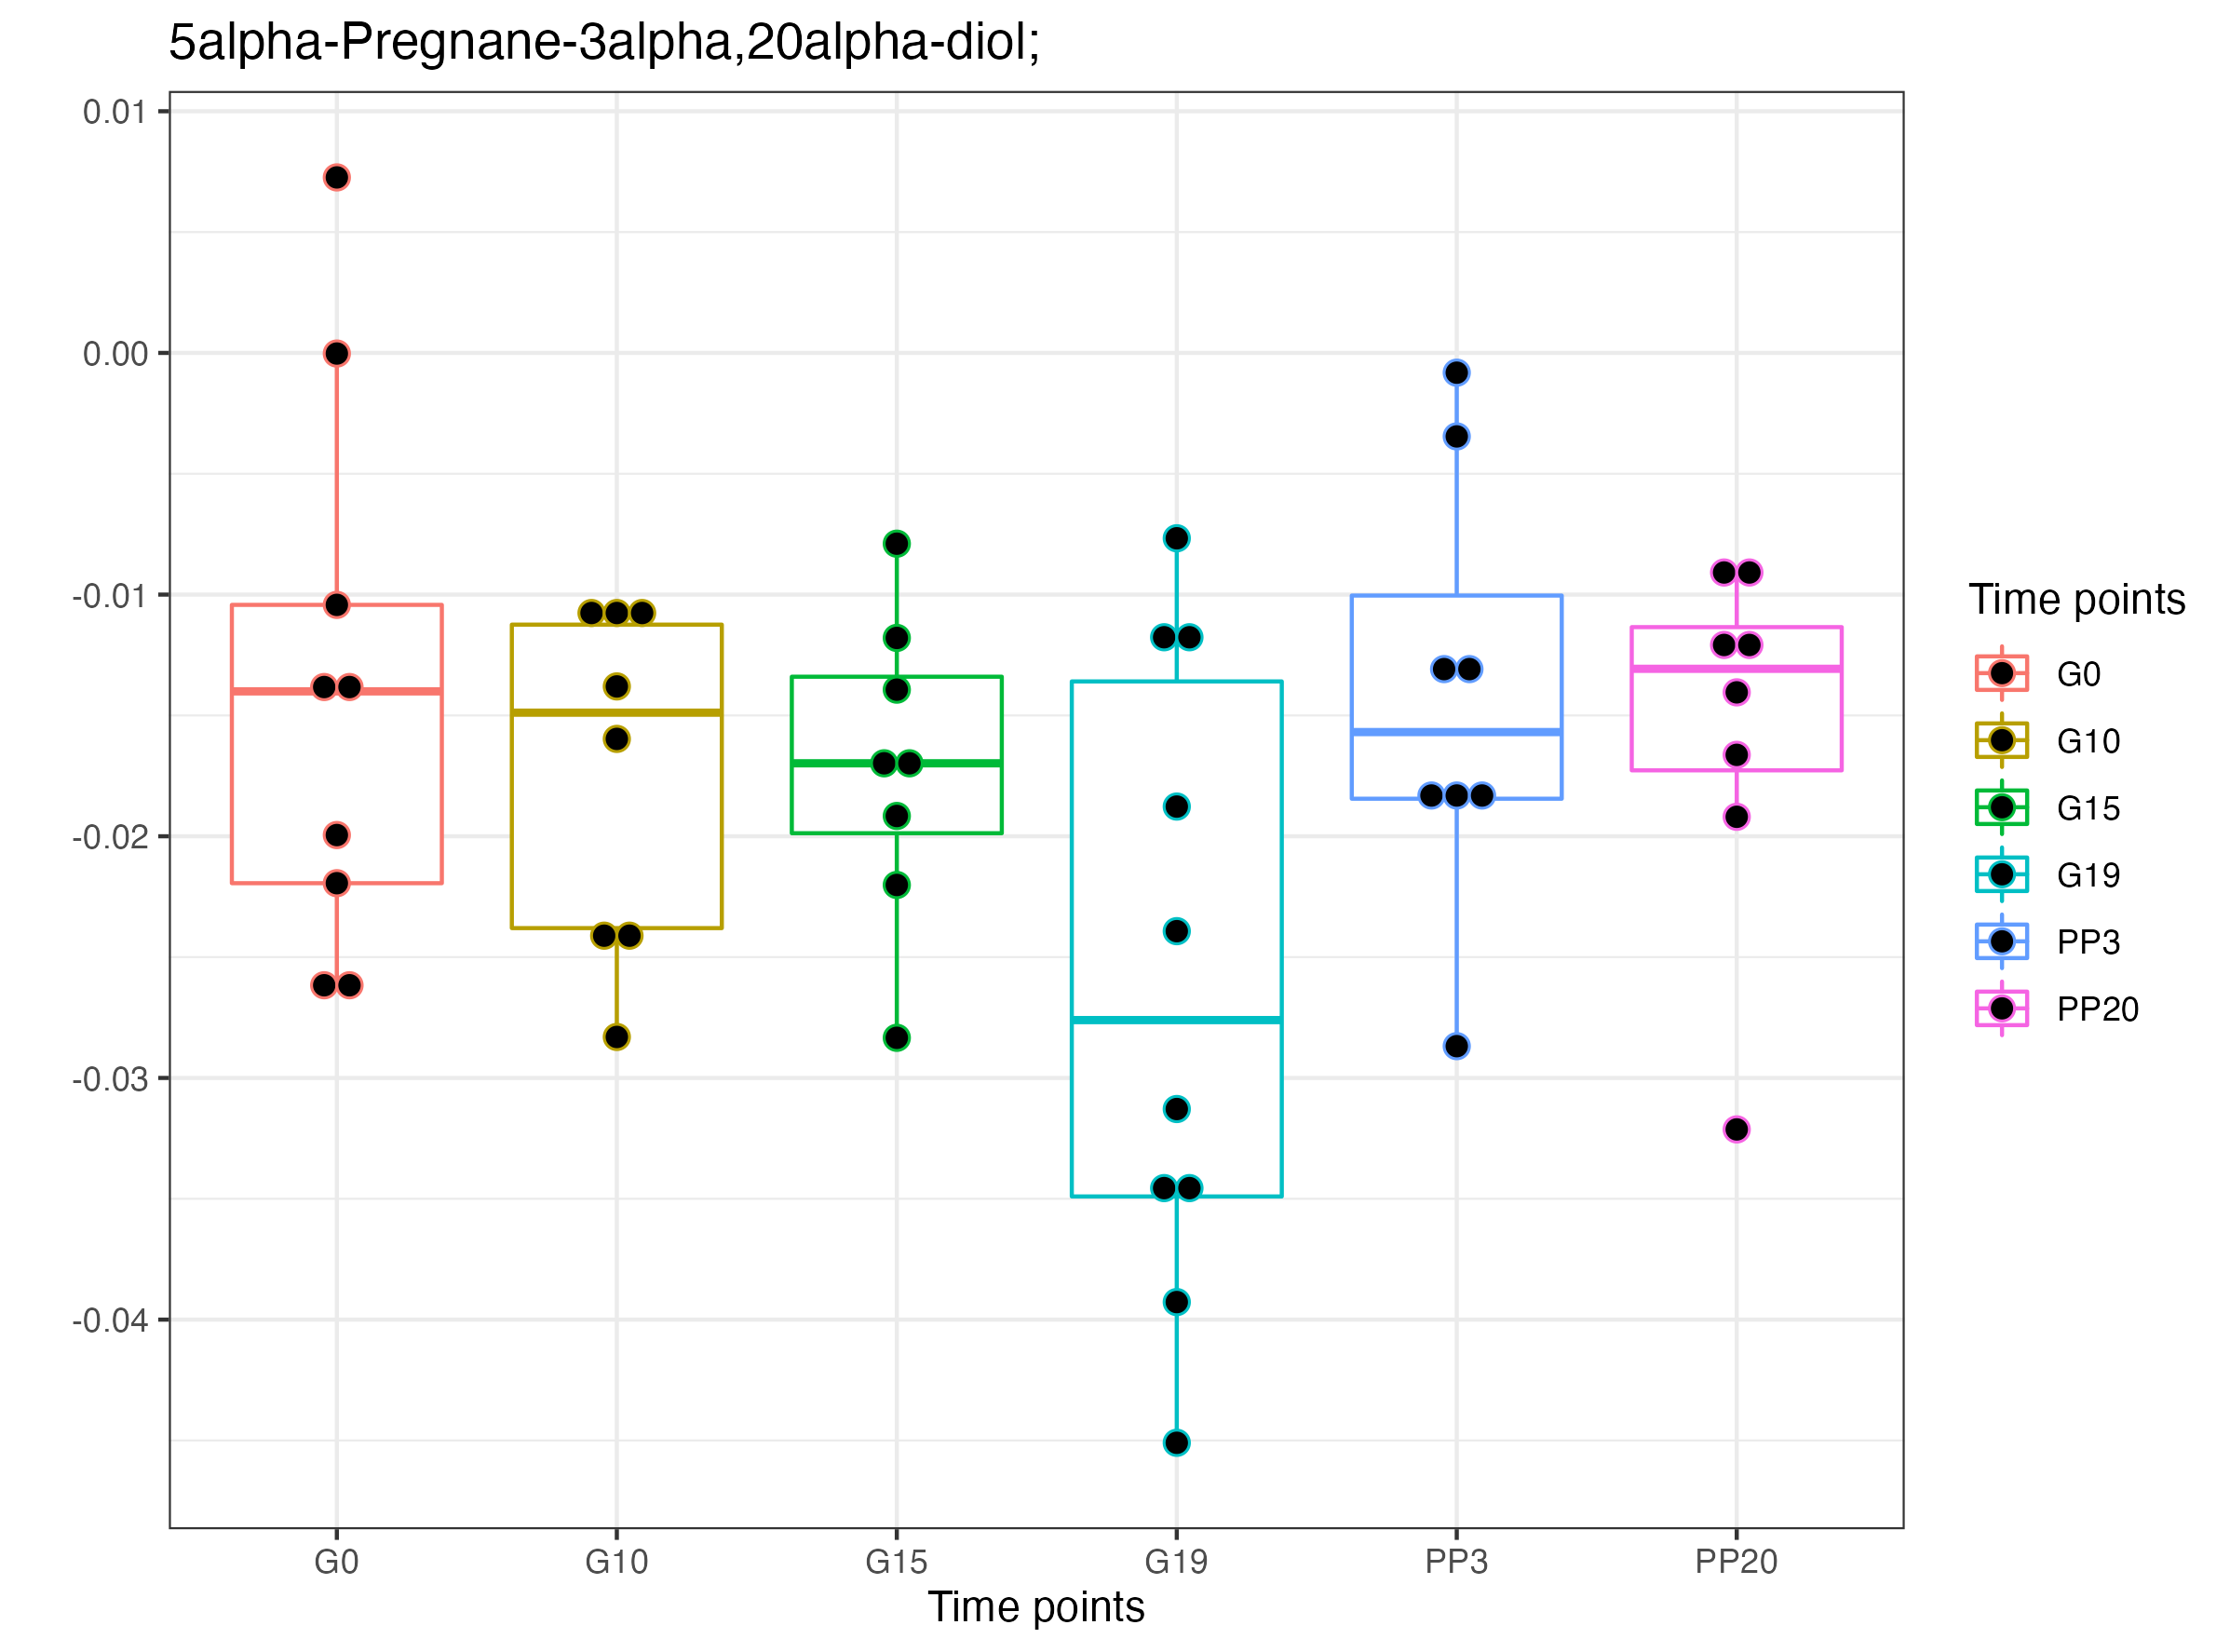 5alpha-Pregnane-3alpha,20alpha-diol;
0.01
0.00
-0.01
-0.02
-0.03
-0.04
G0
G10
G15
G19
PP3
PP20
Time points
Time points
G0
G10
G15
G19
PP3
PP20